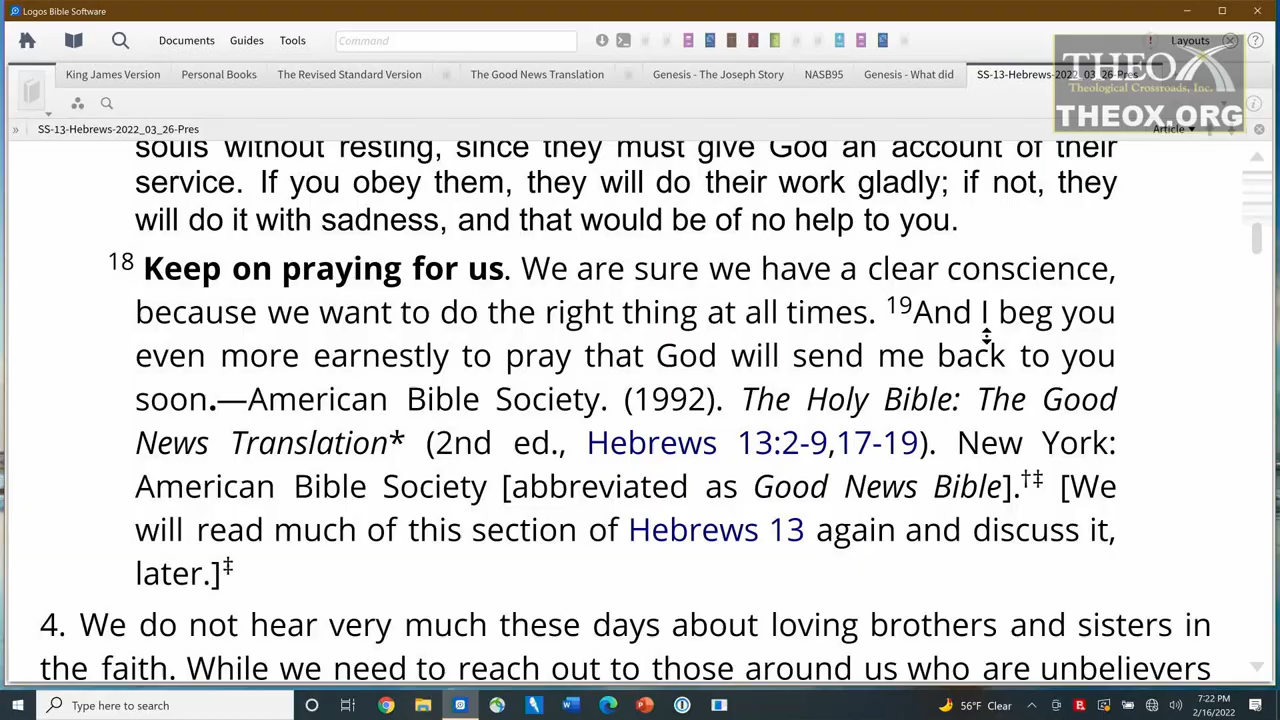 Logos Bible Software
Documents Guides Tools Command Layouts
King James Version Personal Books The Revised Standard Version The Good News Translation Genesis - The Joseph Story NASB95 Genesis - What did SS-13-Hebrews-2022_03_26-Pres
THEOX
Theological Crossroads, Inc.
THEOX.ORG
» SS-13-Hebrews-2022_03_26-Pres Article
souls without resting, since they must give God an account of their
service. If you obey them, they will do their work gladly; if not, they
will do it with sadness, and that would be of no help to you.
18 Keep on praying for us. We are sure we have a clear conscience,
because we want to do the right thing at all times. 19And I beg you
even more earnestly to pray that God will send me back to you
soon.—American Bible Society. (1992). The Holy Bible: The Good
News Translation* (2nd ed., Hebrews 13:2-9,17-19). New York:
American Bible Society [abbreviated as Good News Bible].†‡ [We
will read much of this section of Hebrews 13 again and discuss it,
later.]‡
4. We do not hear very much these days about loving brothers and sisters in
the faith. While we need to reach out to those around us who are unbelievers
Type here to search 56°F Clear 7:22 PM
2/16/2022